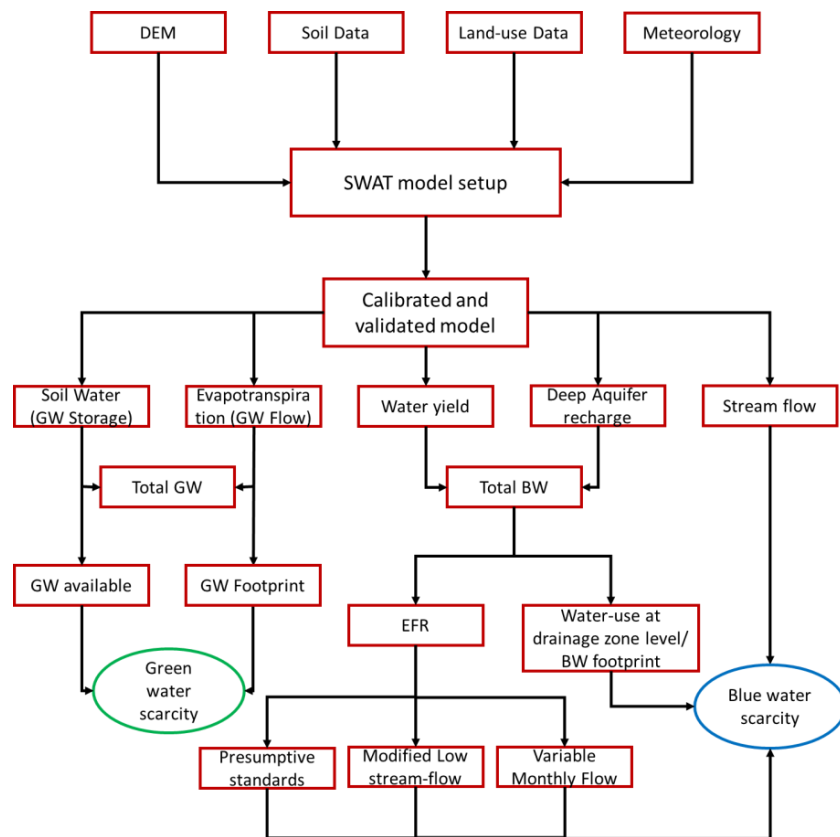 DEM
Soil Data
Land-use Data
Meteorology
SWAT model setup
Calibrated and
validated model
Soil Water
(GW Storage)
Evapotranspira
tion (GW Flow)
Water yield
Deep Aquifer
recharge
Stream flow
Total GW
Total BW
GW available
GW Footprint
EFR
Water-use at
drainage zone level/
BW footprint
Green
water
scarcity
Blue water
scarcity
Presumptive
standards
Modified Low
stream-flow
Variable
Monthly Flow